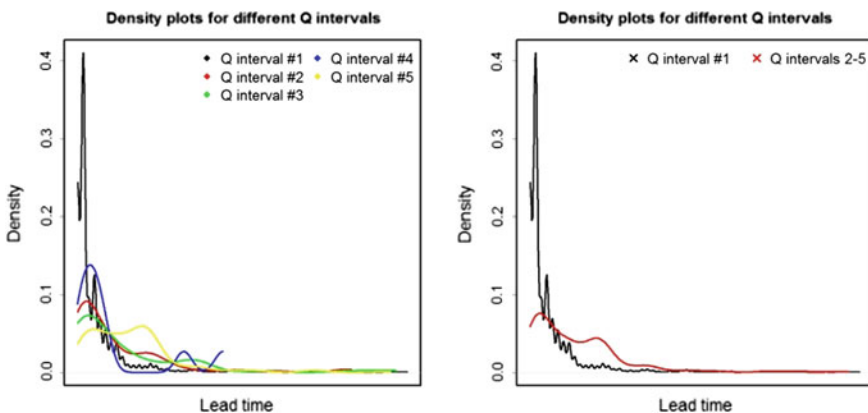 Density plots for different Q intervals
Density
0.4
0.3
0.2
0.1
0.0
Q interval #1
Q interval #2
Q interval #3
Q interval #4
Q interval #5
Lead time
Density plots for different Q intervals
Density
0.4
0.3
0.2
0.1
0.0
Q interval #1
Q intervals 2-5
Lead time